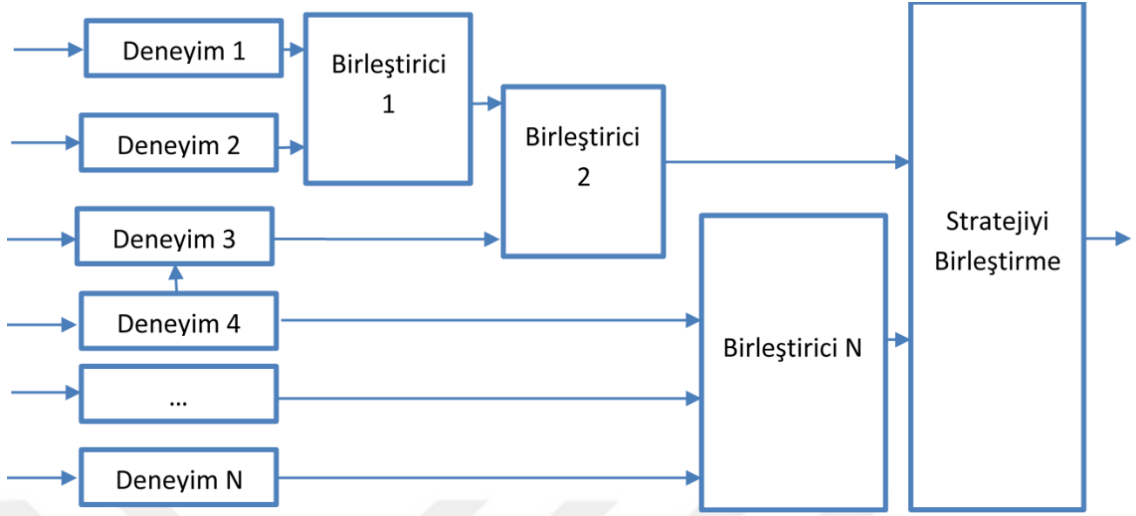 Deneyim 1
Birleştirici
1
Deneyim 2
Birleştirici
2
Deneyim 3
Stratejiyi
Birleştirme
Deneyim 4
Birleştirici N
...
Deneyim N